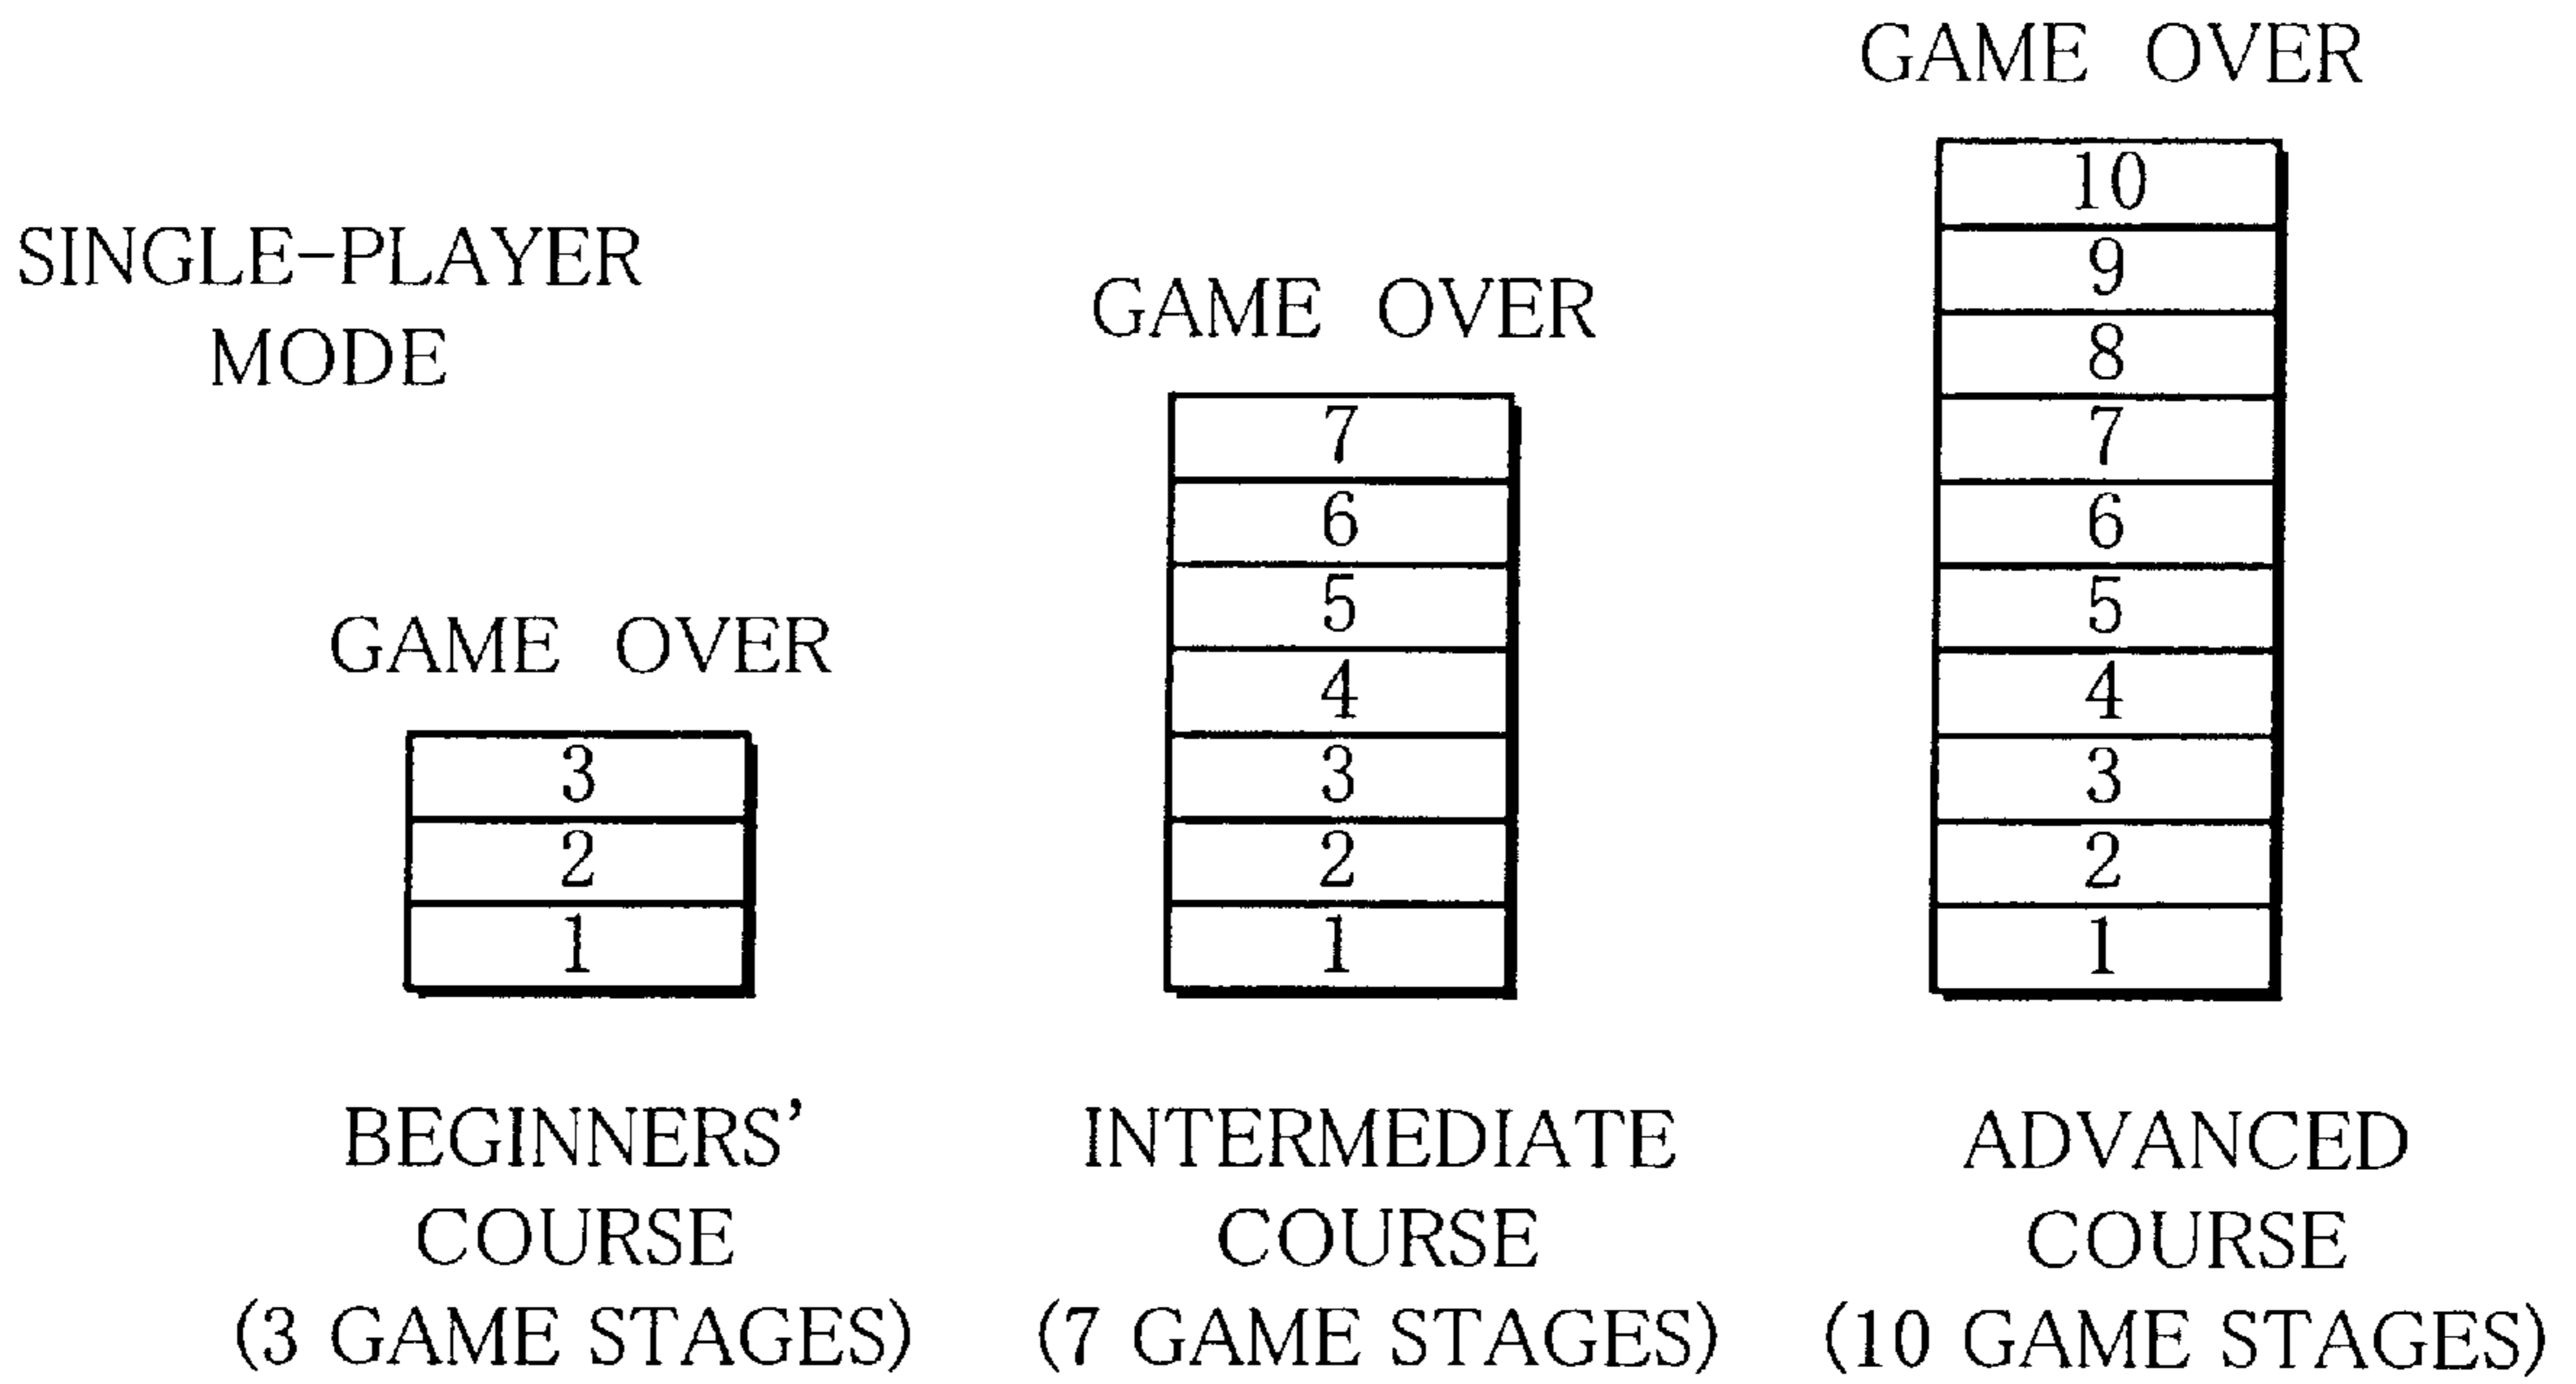 SINGLE-PLAYER
MODE
GAME OVER
3
2
1
BEGINNERS'
COURSE
(3 GAME STAGES)
GAME OVER
7
6
5
4
3
2
1
INTERMEDIATE
COURSE
(7 GAME STAGES)
GAME OVER
10
9
8
7
6
5
4
3
2
1
ADVANCED
COURSE
(10 GAME STAGES)